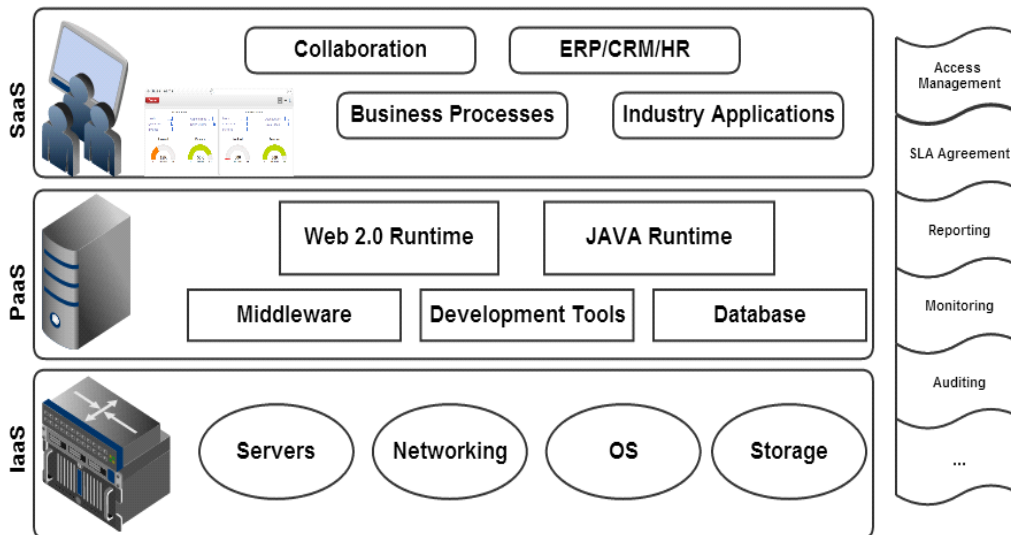 SaaS
Collaboration
ERP/CRM/HR
Business Processes
Industry Applications
PaaS
Web 2.0 Runtime
JAVA Runtime
Middleware
Development Tools
Database
IaaS
Servers
Networking
OS
Storage
Access
Management
SLA Agreement
Reporting
Monitoring
Auditing
...